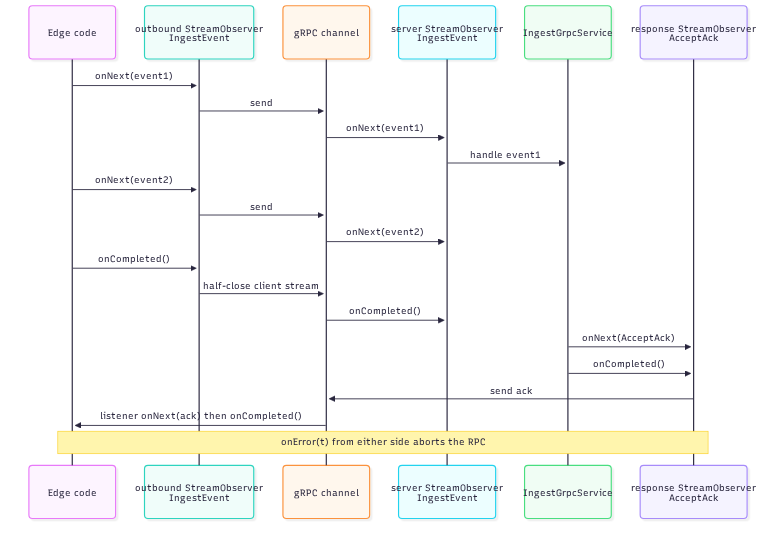 Edge code
outbound StreamObserver
IngestEvent
gRPC channel
server StreamObserver
IngestEvent
IngestGrpcService
response StreamObserver
AcceptAck
onNext(event1)
send
onNext(event1)
handle event1
onNext(event2)
send
onNext(event2)
onCompleted()
half-close client stream
onCompleted()
onNext(AcceptAck)
onCompleted()
send ack
listener onNext(ack) then onCompleted()
onError(t) from either side aborts the RPC
Edge code
outbound StreamObserver
IngestEvent
gRPC channel
server StreamObserver
IngestEvent
IngestGrpcService
response StreamObserver
AcceptAck